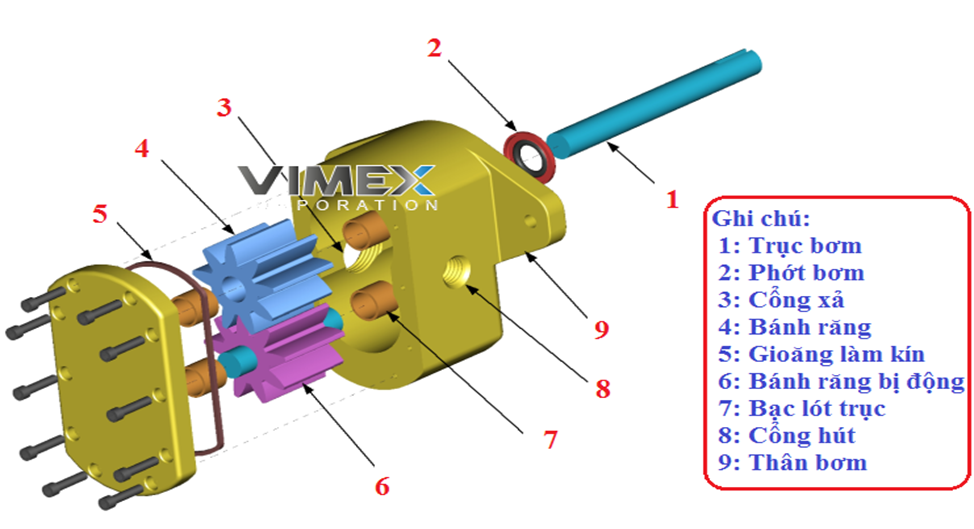 2
3
4
5
1
VIMEX
PORATION
9
8
7
6
Ghi chú:
1: Trục bơm
2: Phớt bơm
3: Cổng xả
4: Bánh răng
5: Gioăng làm kín
6: Bánh răng bị động
7: Bạc lót trục
8: Cổng hút
9: Thân bơm